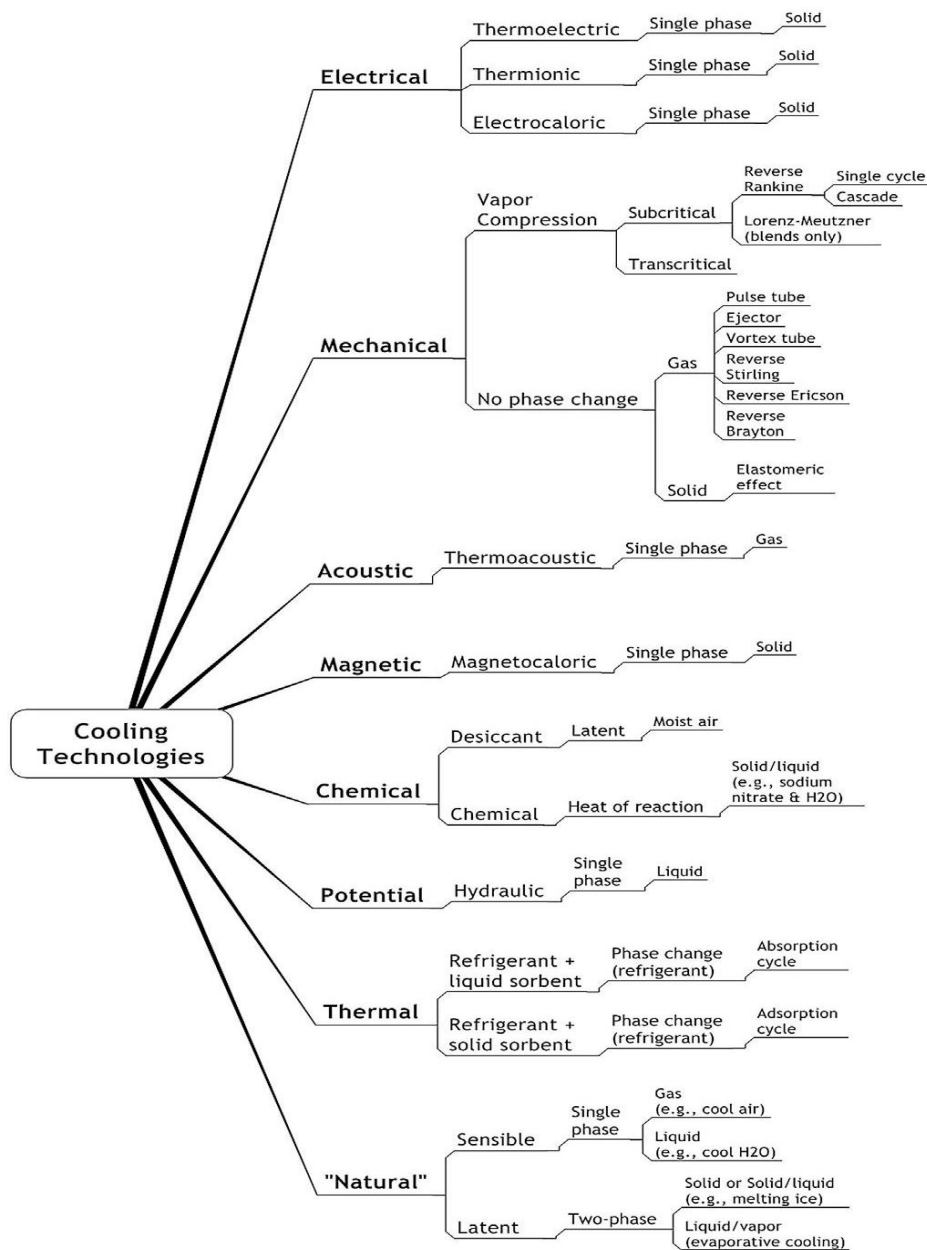 Cooling
Technologies
Electrical
Thermoelectric
Single phase
Solid
Thermionic
Single phase
Solid
Electrocaloric
Single phase
Solid
Mechanical
Vapor
Compression
Subcritical
Reverse
Rankine
Single cycle
Cascade
Lorenz-Meutzner
(blends only)
Transcritical
No phase change
Gas
Pulse tube
Ejector
Vortex tube
Reverse
Stirling
Reverse Ericson
Reverse
Brayton
Solid
Elastomeric
effect
Acoustic
Thermoacoustic
Single phase
Gas
Magnetic
Magnetocaloric
Single phase
Solid
Chemical
Desiccant
Latent
Moist air
Chemical
Heat of reaction
Solid/liquid
(e.g., sodium
nitrate & H2O)
Potential
Hydraulic
Single
phase
Liquid
Thermal
Refrigerant +
liquid sorbent
Phase change
(refrigerant)
Absorption
cycle
Refrigerant +
solid sorbent
Phase change
(refrigerant)
Adsorption
cycle
"Natural"
Sensible
Single
phase
Gas
(e.g., cool air)
Liquid
(e.g., cool H2O)
Latent
Two-phase
Solid or Solid/liquid
(e.g., melting ice)
Liquid/vapor
(evaporative cooling)